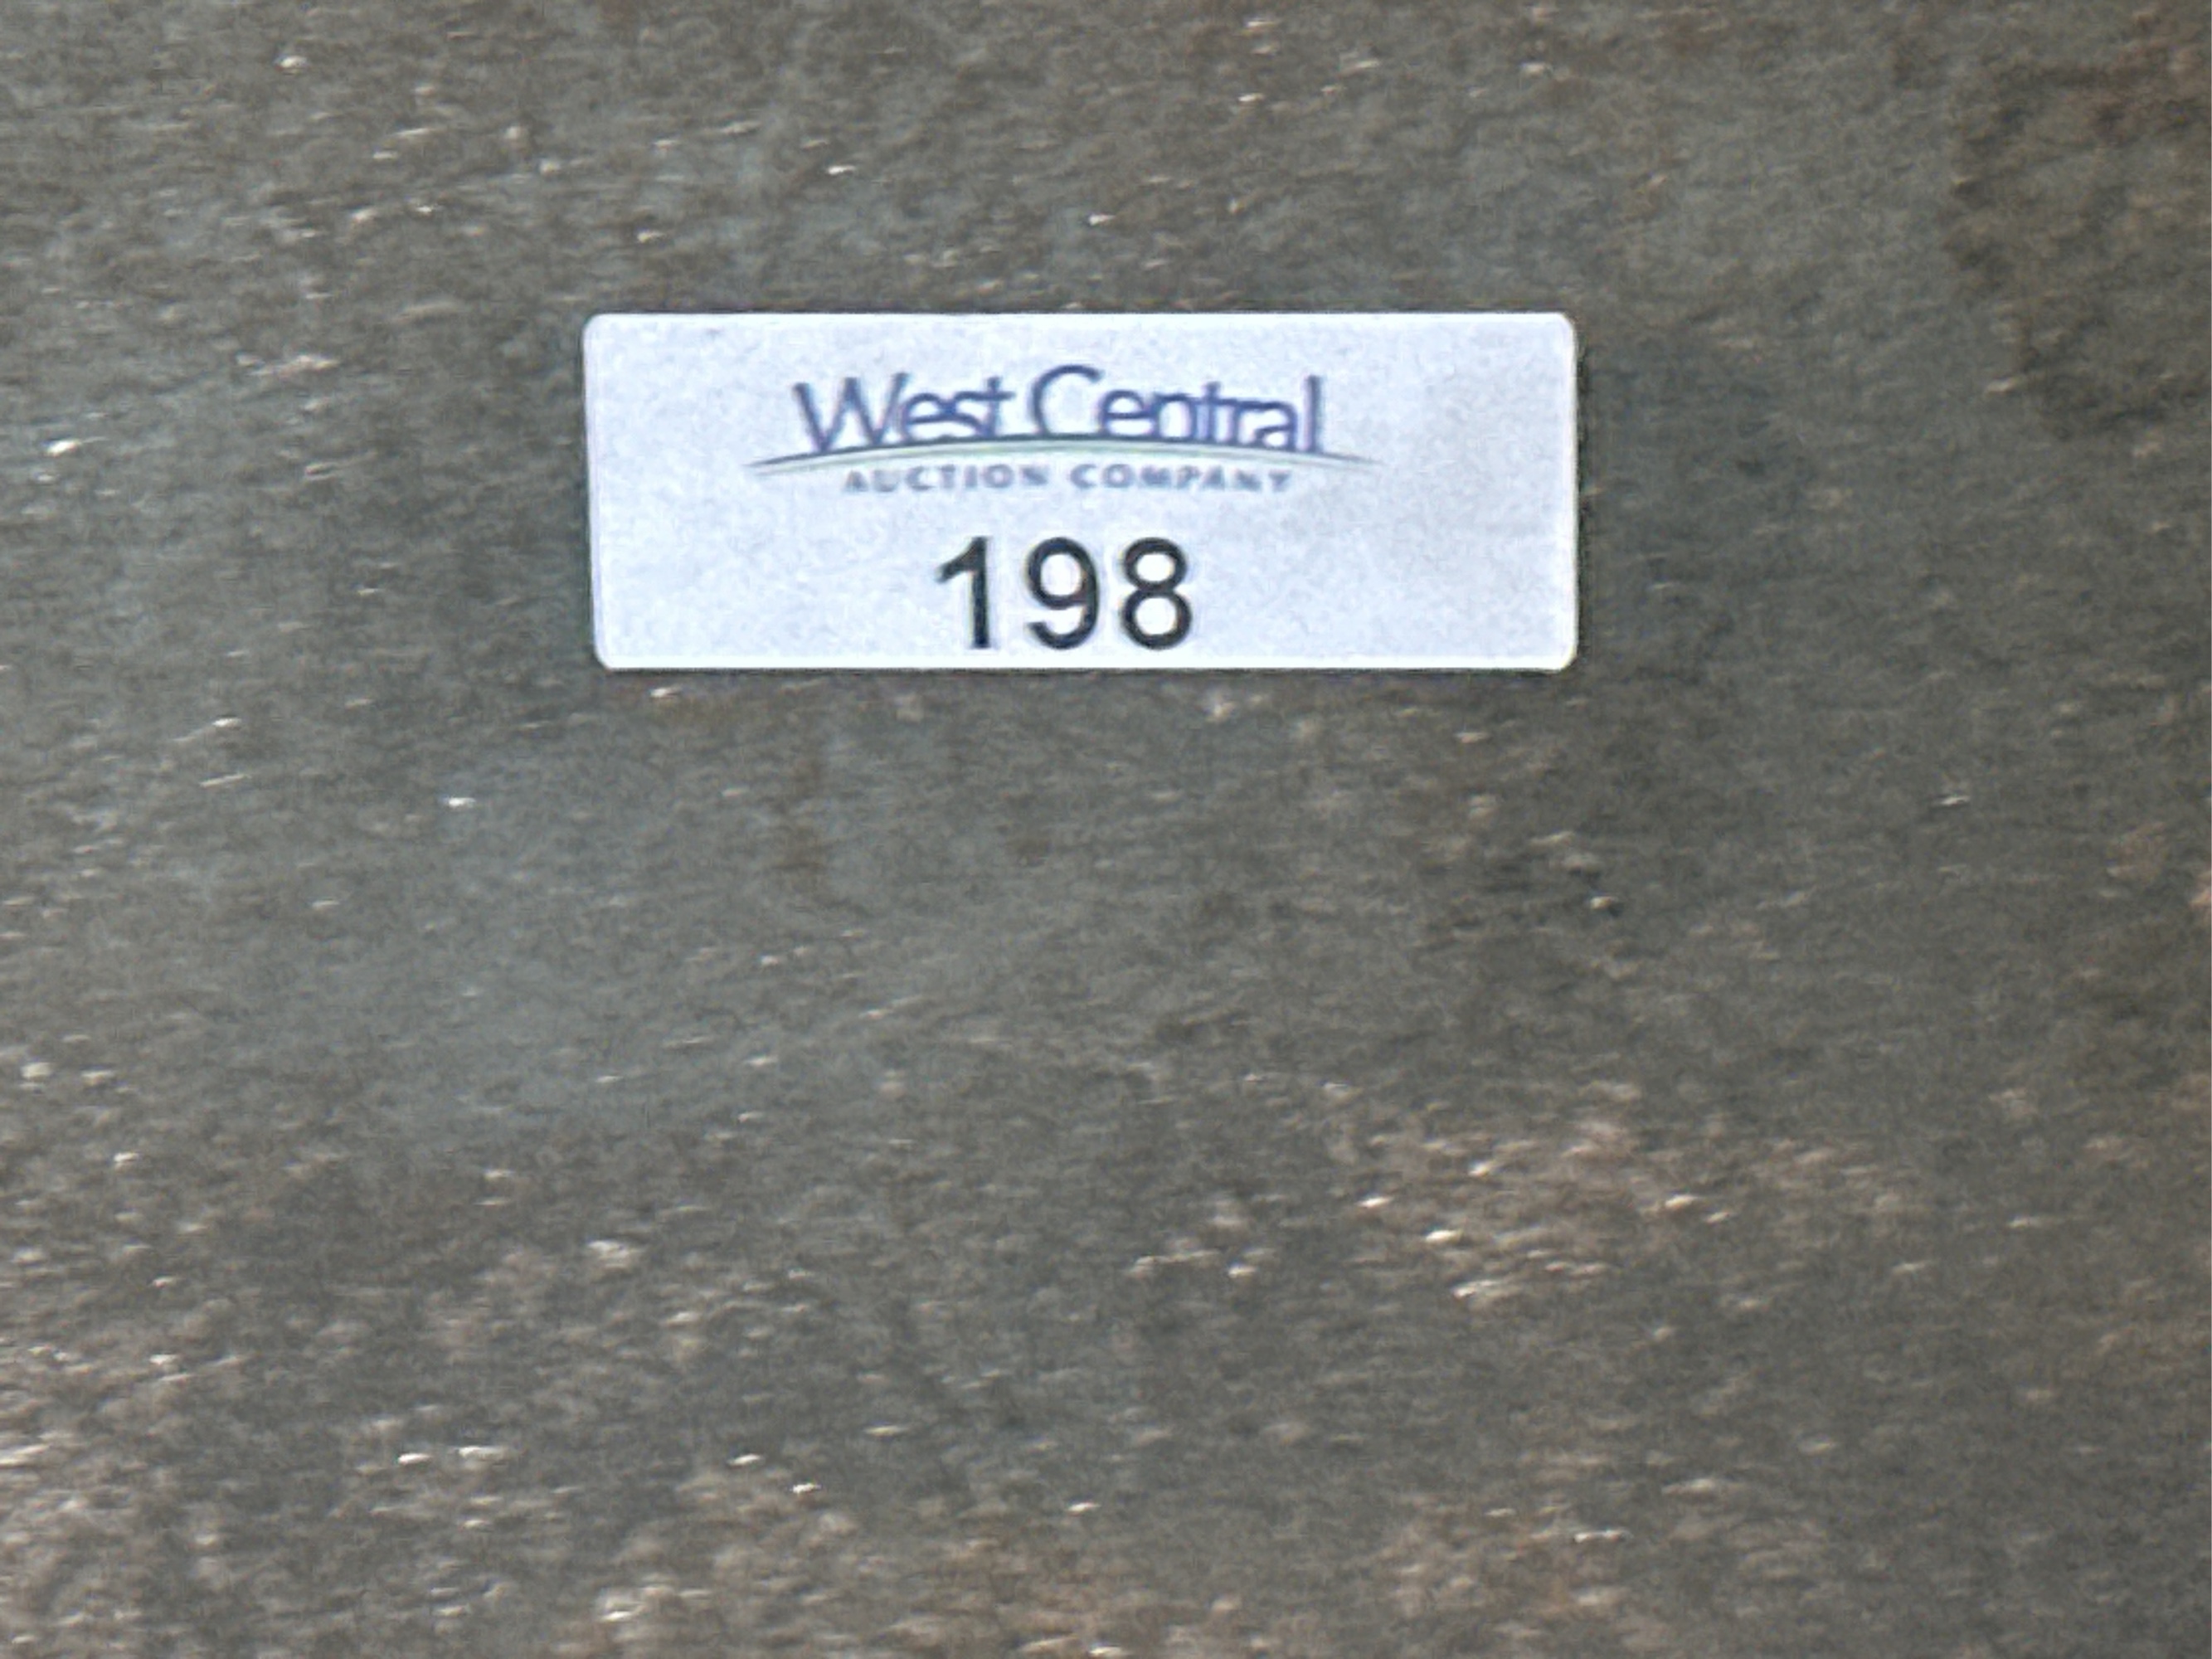 West Central
AUCTION COMPANY
198